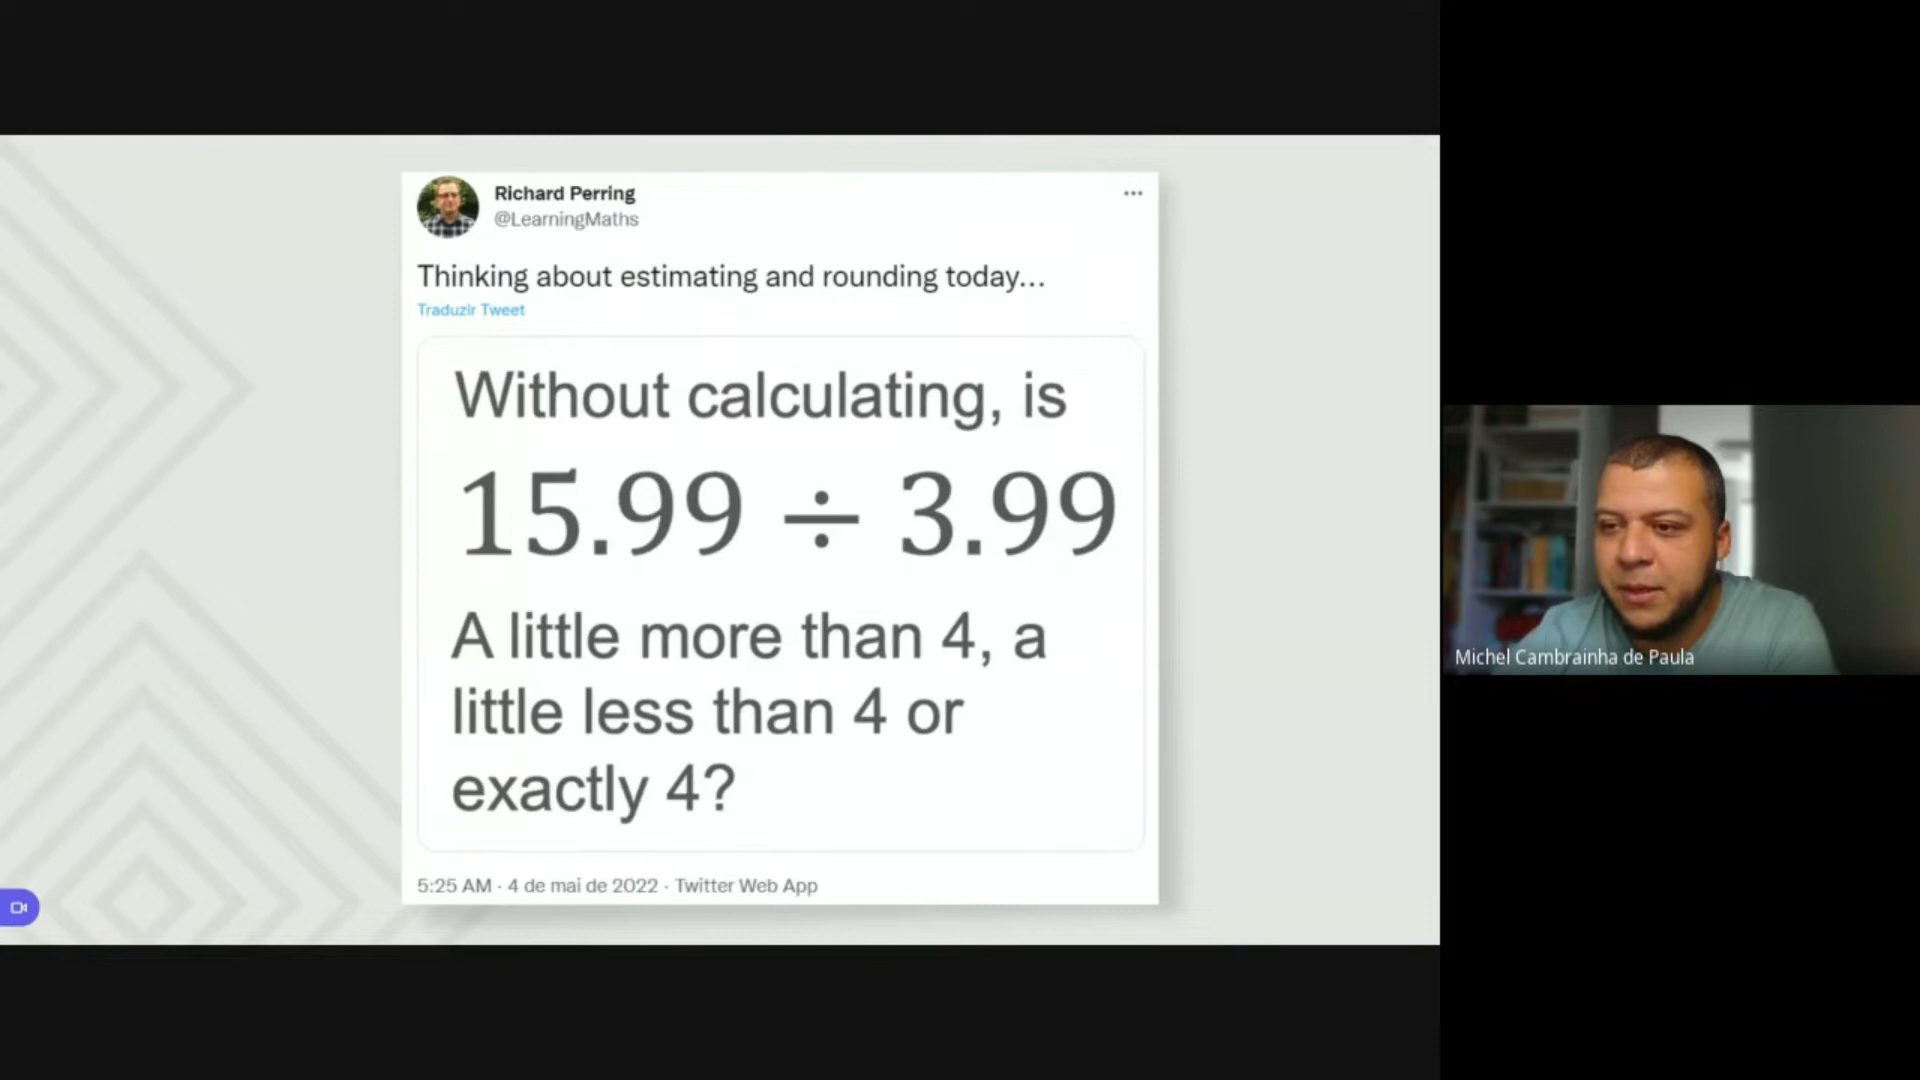 Richard Perring
@LearningMaths
Thinking about estimating and rounding today...
Traduzir Tweet
Without calculating, is
15.99 ÷ 3.99
A little more than 4, a
little less than 4 or
exactly 4?
5:25 AM · 4 de mai de 2022 · Twitter Web App
Michel Cambrainha de Paula